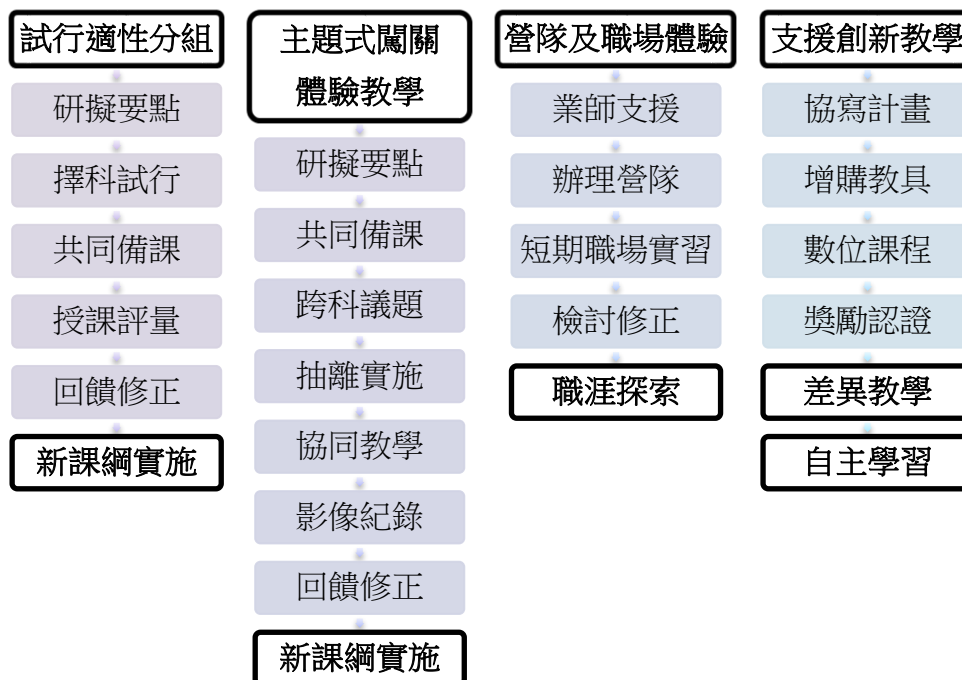 試行適性分組
研擬要點
擇科試行
共同備課
授課評量
回饋修正
新課綱實施
主題式闖關
體驗教學
研擬要點
共同備課
跨科議題
抽離實施
協同教學
影像紀錄
回饋修正
新課綱實施
營隊及職場體驗
業師支援
辦理營隊
短期職場實習
檢討修正
職涯探索
支援創新教學
協寫計畫
增購教具
數位課程
獎勵認證
差異教學
自主學習